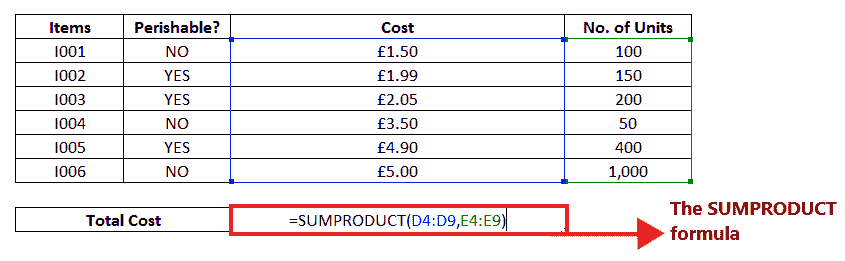 Items Perishable? Cost No. of Units
I001 NO £1.50 100
I002 YES £1.99 150
I003 YES £2.05 200
I004 NO £3.50 50
I005 YES £4.90 400
I006 NO £5.00 1,000
Total Cost =SUMPRODUCT(D4:D9,E4:E9)
The SUMPRODUCT
formula